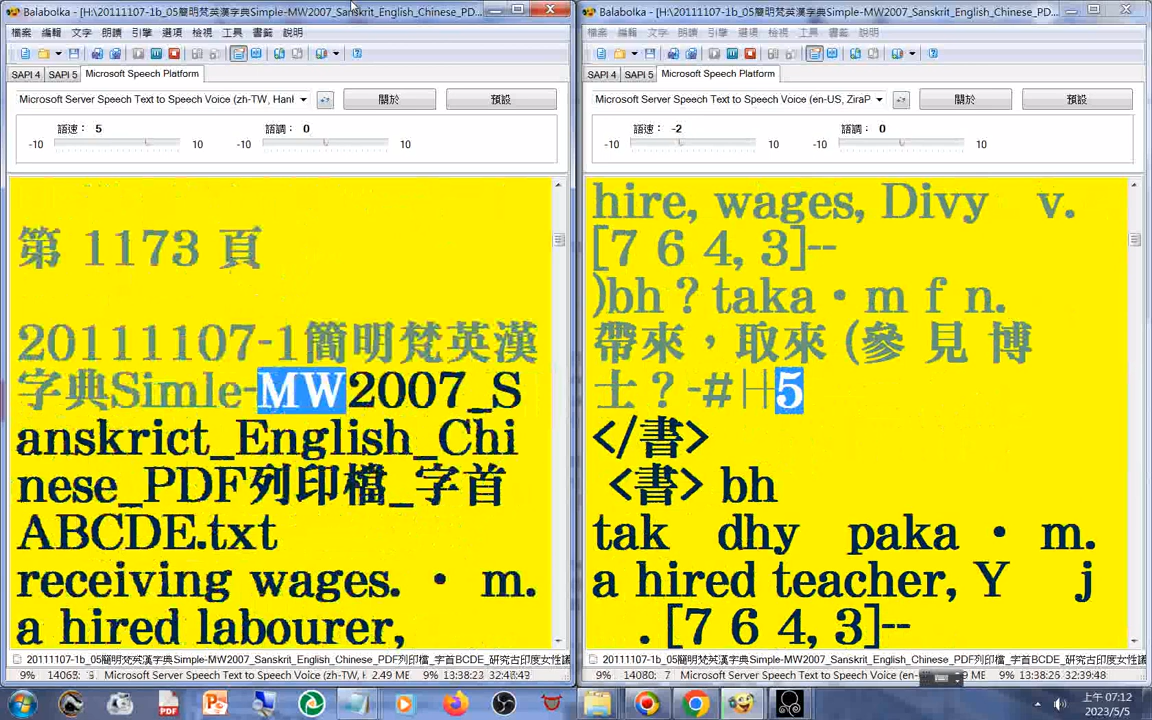 Balabolka - [H:\20111107-1b_05簡明梵英漢字典Simple-MW2007_Sanskrit_English_Chinese_PD...
檔案 編輯 文字 朗讀 引擎 選項 檢視 工具 書籤 說明
SAPI 4 SAPI 5 Microsoft Speech Platform
Microsoft Server Speech Text to Speech Voice (zh-TW, HanH
關於 預設
語速： 5 語調： 0
-10 10 -10 10
第 1173 頁
20111107-1簡明梵英漢
字典Simle-MW2007_S
anskrict_English_Chi
nese_PDF列印檔_字首
ABCDE.txt
receiving wages. • m.
a hired labourer,
20111107-1b_05簡明梵英漢字典Simple-MW2007_Sanskrit_English_Chinese_PDF列印檔_字首BCDE_研究古印度女性議
9% Microsoft Server Speech Text to Speech Voice (zh-TW, H 2.49 MB 9% 13:38:23
Balabolka - [H:\20111107-1b_05簡明梵英漢字典Simple-MW2007_Sanskrit_English_Chinese_PDF...
檔案 編輯 文字 朗讀 引擎 選項 檢視 工具 書籤 說明
SAPI 4 SAPI 5 Microsoft Speech Platform
Microsoft Server Speech Text to Speech Voice (en-US, ZiraP
關於 預設
語速： -2 語調： 0
-10 10 -10 10
hire, wages, Divy v.
[7 6 4, 3]--
)bh ? taka • m f n.
帶來，取來 (參 見 博
士 ? -#H5
</書>
<書> bh
tak dhy paka • m.
a hired teacher, Y j
. [7 6 4, 3]--
20111107-1b_05簡明梵英漢字典Simple-MW2007_Sanskrit_English_Chinese_PDF列印檔_字首BCDE_研究古印度女性議
9% Microsoft Server Speech Text to Speech Voice (en-US 9% 13:38:26 32:39:48
上午 07:12
2023/5/5